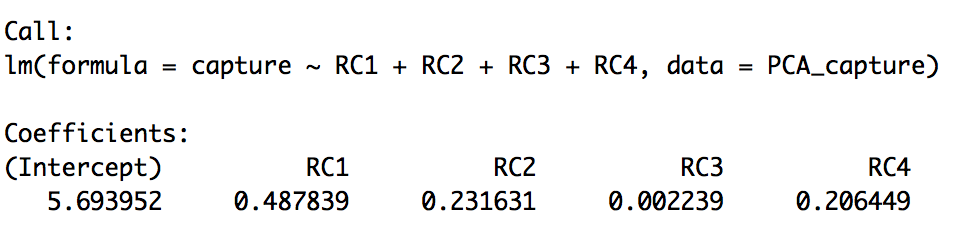 Call:
lm(formula = capture ~ RC1 + RC2 + RC3 + RC4, data = PCA_capture)
Coefficients:
(Intercept) RC1 RC2 RC3 RC4
5.693952 0.487839 0.231631 0.002239 0.206449